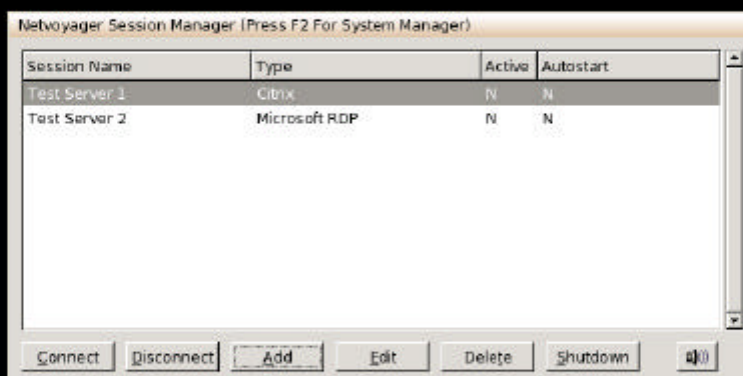 Netvoyager Session Manager (Press F2 For System Manager)
Session Name Type Active Autostart
Test Server 1 Citrix N N
Test Server 2 Microsoft RDP N N
Connect Disconnect Add Edit Delete Shutdown